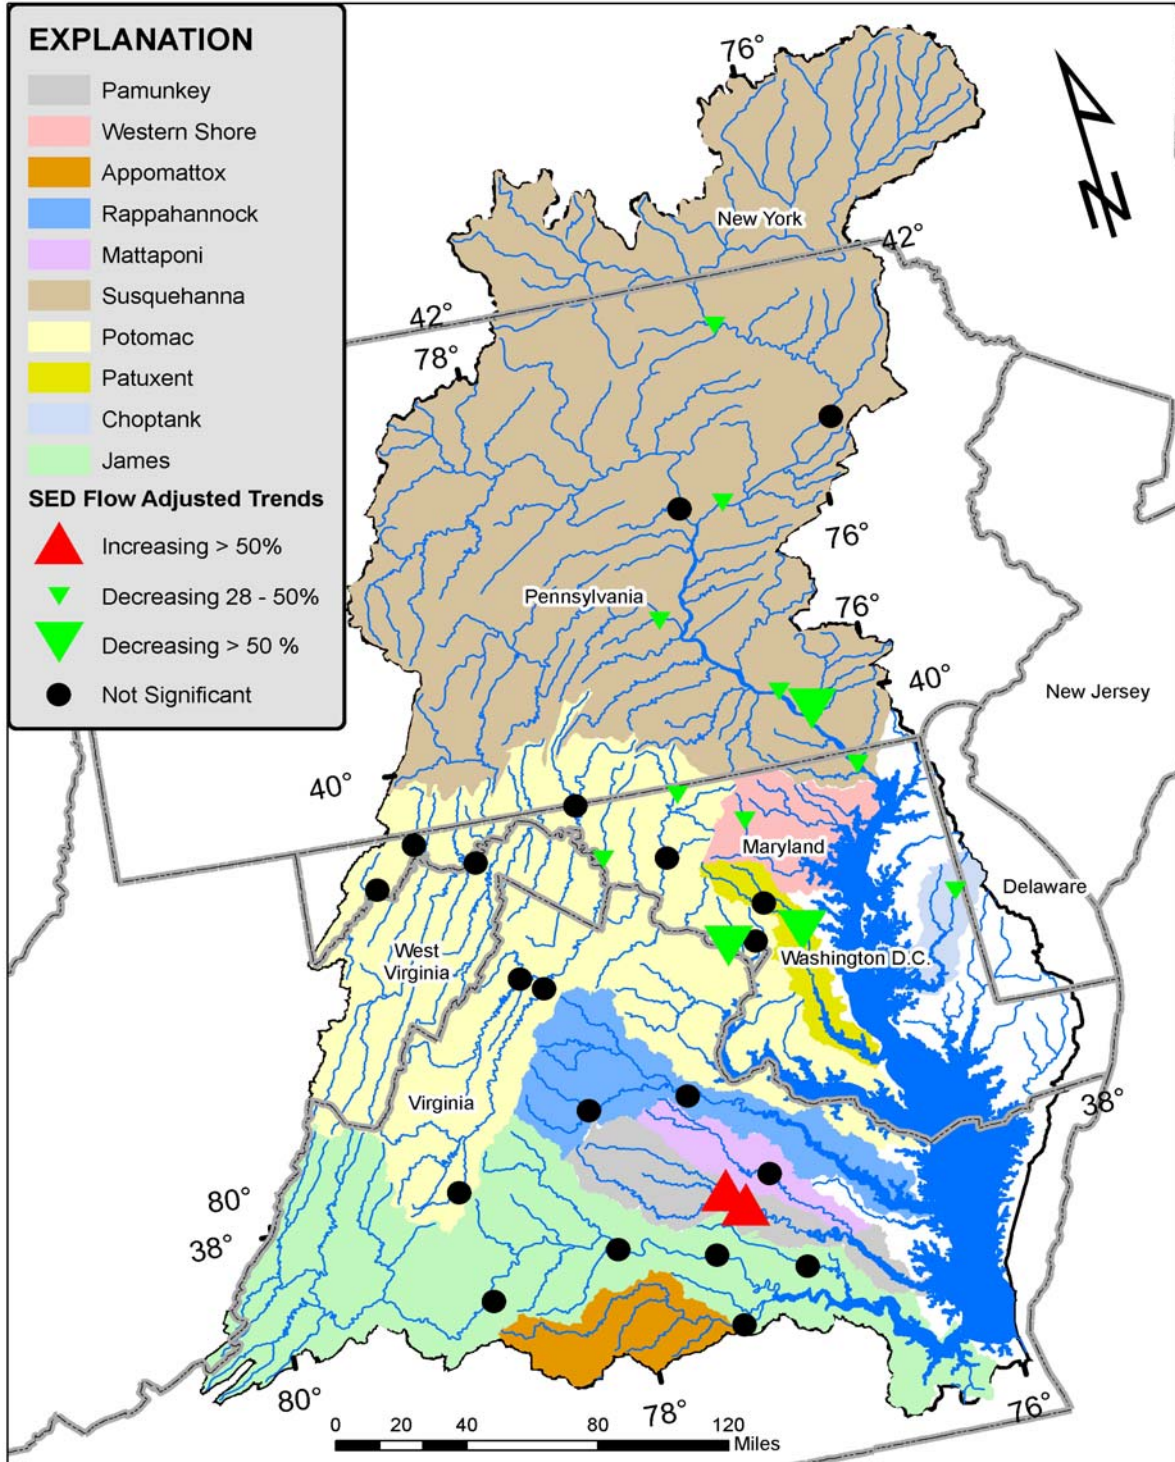 EXPLANATION
Pamunkey
Western Shore
Appomattox
Rappahannock
Mattaponi
Susquehanna
Potomac
Patuxent
Choptank
James
SED Flow Adjusted Trends
Increasing > 50%
Decreasing 28 - 50%
Decreasing > 50 %
Not Significant
76°
N
New York
42°
42°
78°
76°
Pennsylvania
76°
40°
New Jersey
40°
Maryland
Delaware
West
Virginia
Washington D.C.
Virginia
38°
80°
38°
80°
78°
76°
0 20 40 80 120
Miles